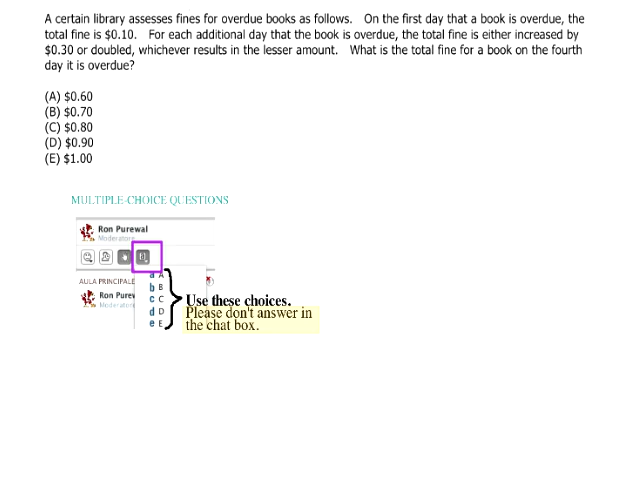 A certain library assesses fines for overdue books as follows. On the first day that a book is overdue, the
total fine is $0.10. For each additional day that the book is overdue, the total fine is either increased by
$0.30 or doubled, whichever results in the lesser amount. What is the total fine for a book on the fourth
day it is overdue?
(A) $0.60
(B) $0.70
(C) $0.80
(D) $0.90
(E) $1.00
MULTIPLE-CHOICE QUESTIONS
Ron Purewal
Moderator
AULA PRINCIPALE
a A
b B
Ron Purew
c C
Use these choices.
Moderator
d D
Please don't answer in
e E
the chat box.